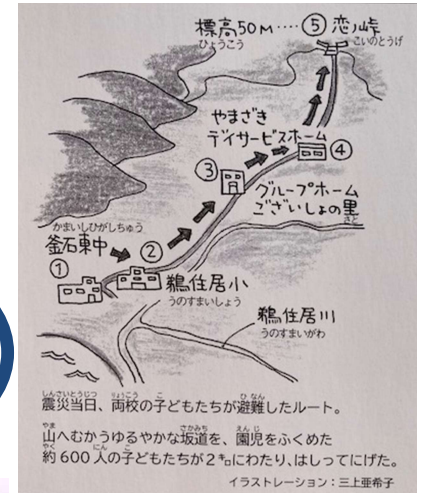 標高50M‥‥⑤恋ノ峠
ひょうこう
こいのとうげ
やまざき
デイサービスホーム
④
③
グループホーム
ございしょの里
さと
かまいしひがしちゅう
釜石東中
①
②
鵜住居小
うのすまいしょう
鵜住居川
うのすまいがわ
しんさいとうじつ りょうこう こ ひなん
震災当日、両校の子どもたちが避難したルート。
やま さかみち えんじ
山へむかうゆるやかな坂道を、園児をふくめた
やく にん
約600人の子どもたちが2㌔にわたり、はしってにげた。
イラストレーション：三上亜希子